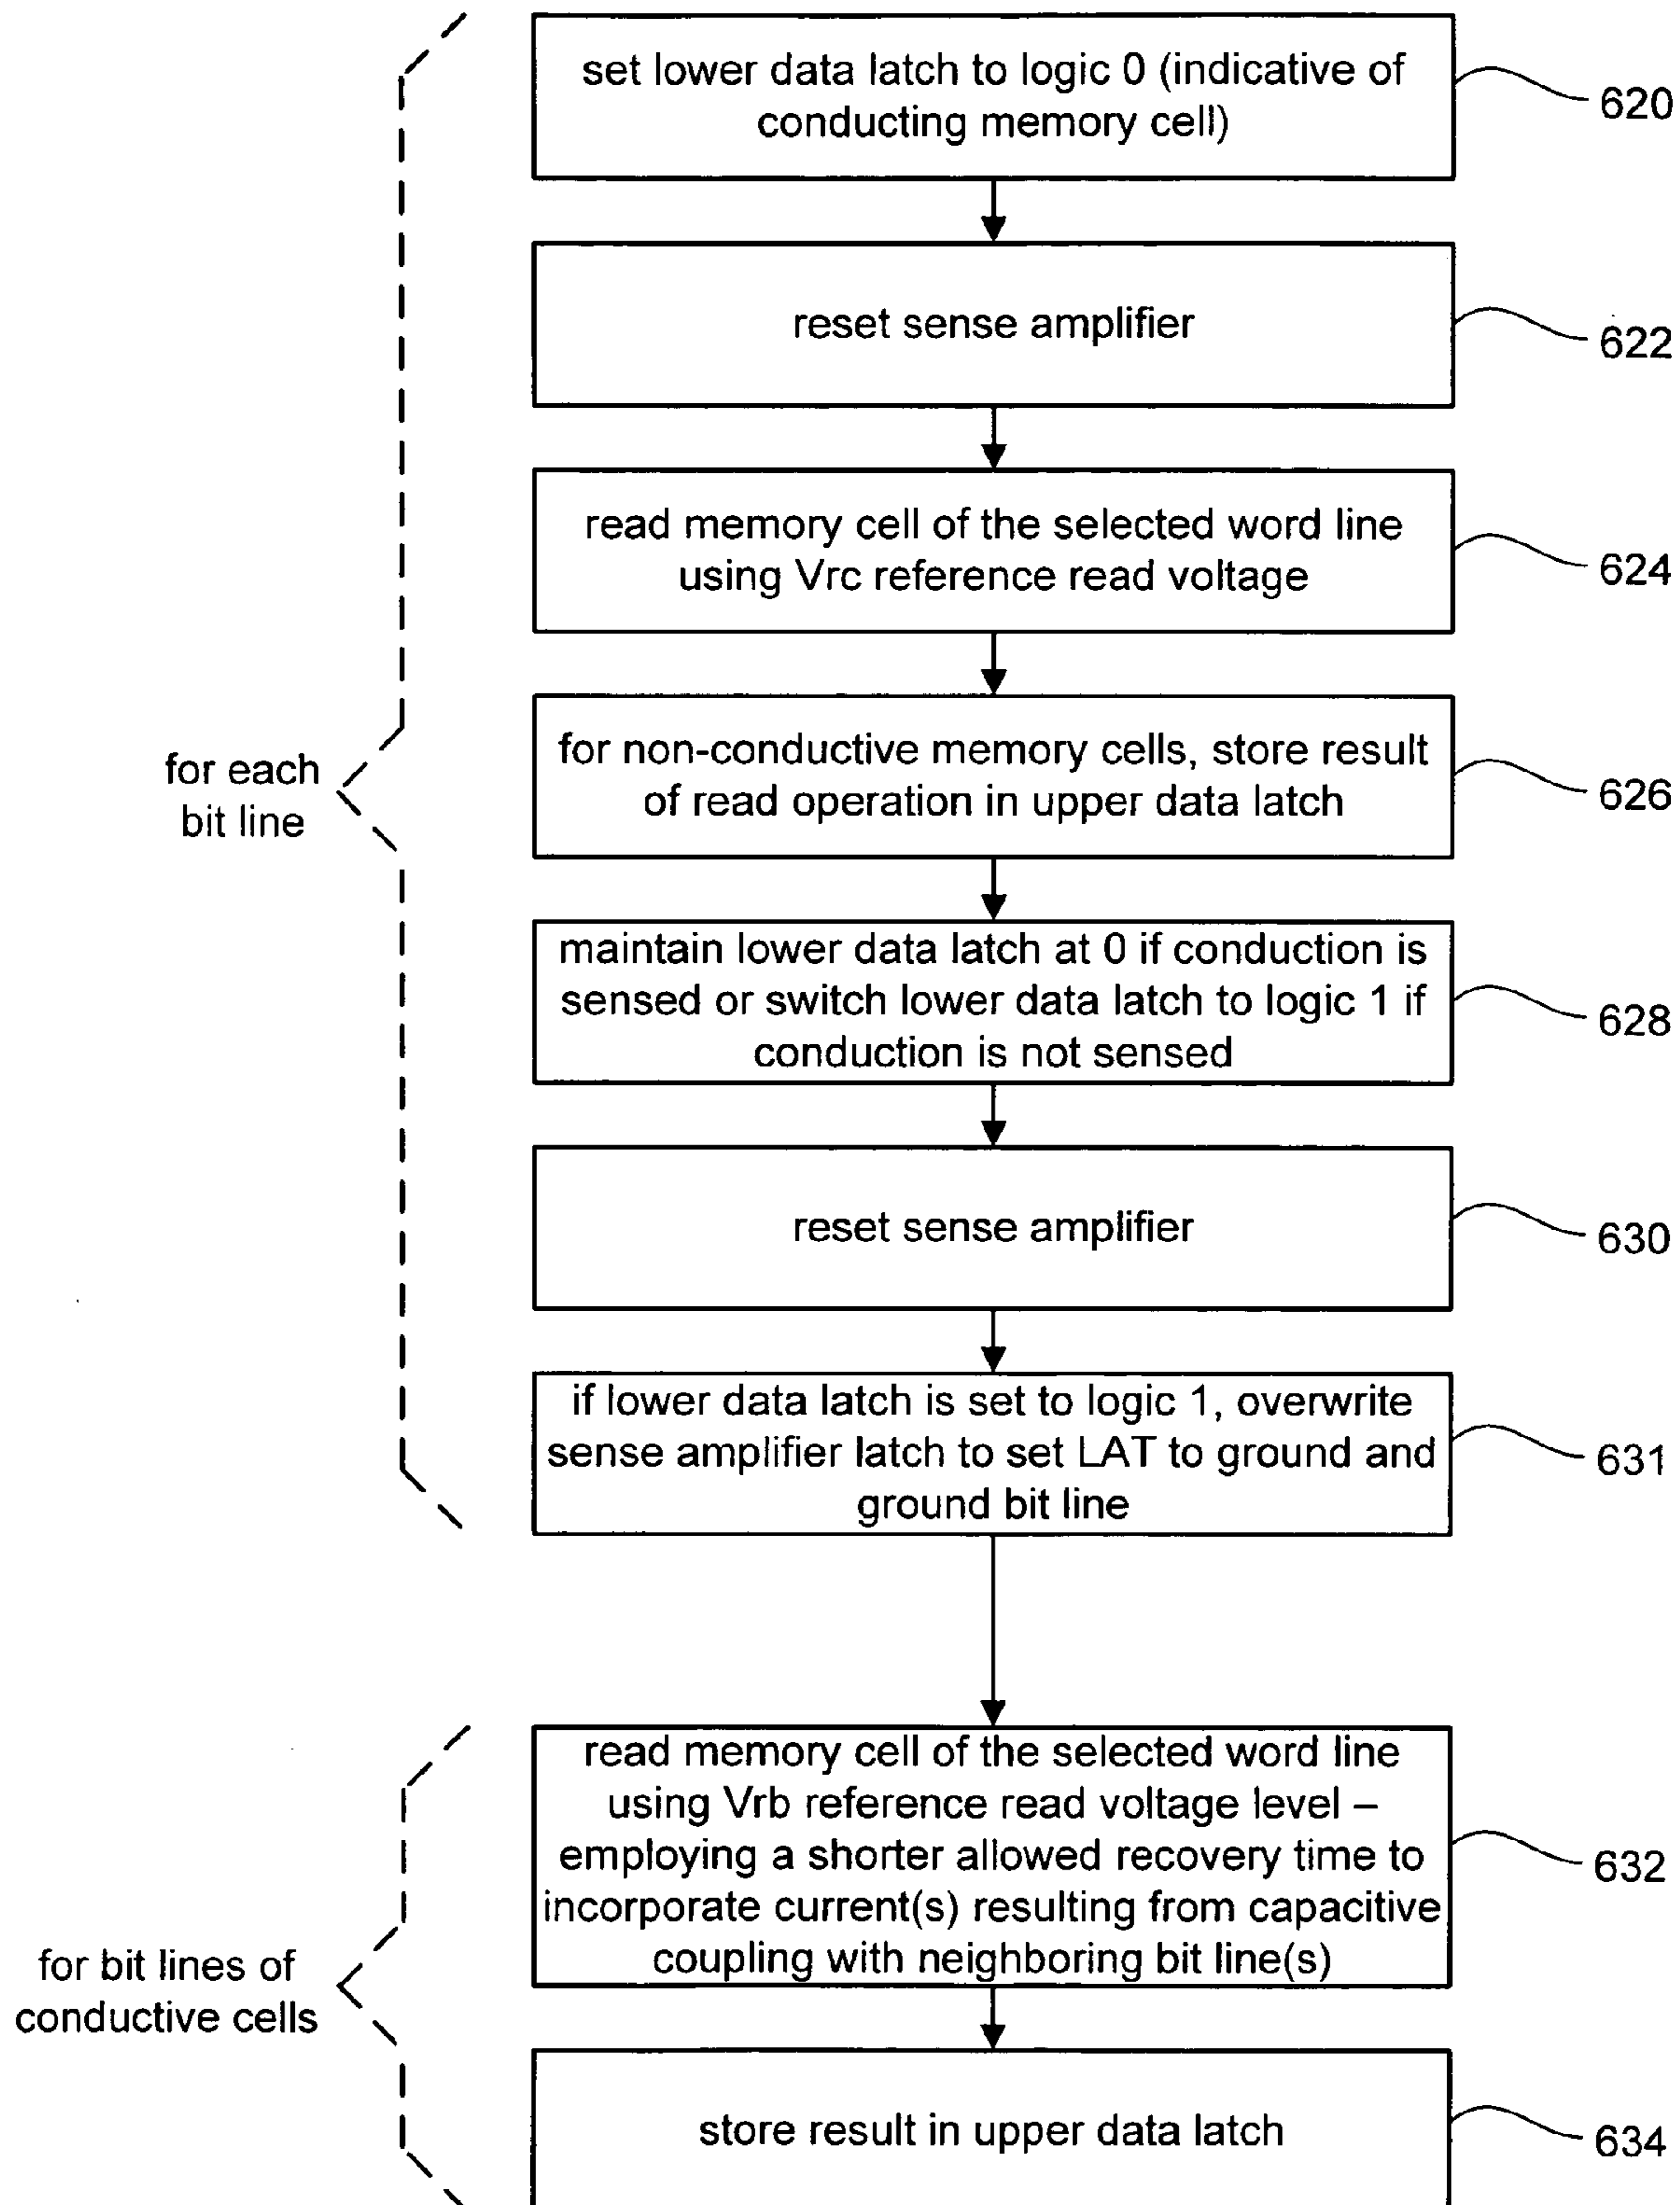 set lower data latch to logic 0 (indicative of
conducting memory cell)
620
reset sense amplifier
622
read memory cell of the selected word line
using Vrc reference read voltage
624
for non-conductive memory cells, store result
of read operation in upper data latch
626
for each
bit line
maintain lower data latch at 0 if conduction is
sensed or switch lower data latch to logic 1 if
conduction is not sensed
628
reset sense amplifier
630
if lower data latch is set to logic 1, overwrite
sense amplifier latch to set LAT to ground and
ground bit line
631
read memory cell of the selected word line
using Vrb reference read voltage level –
employing a shorter allowed recovery time to
incorporate current(s) resulting from capacitive
coupling with neighboring bit line(s)
632
for bit lines of
conductive cells
store result in upper data latch
634